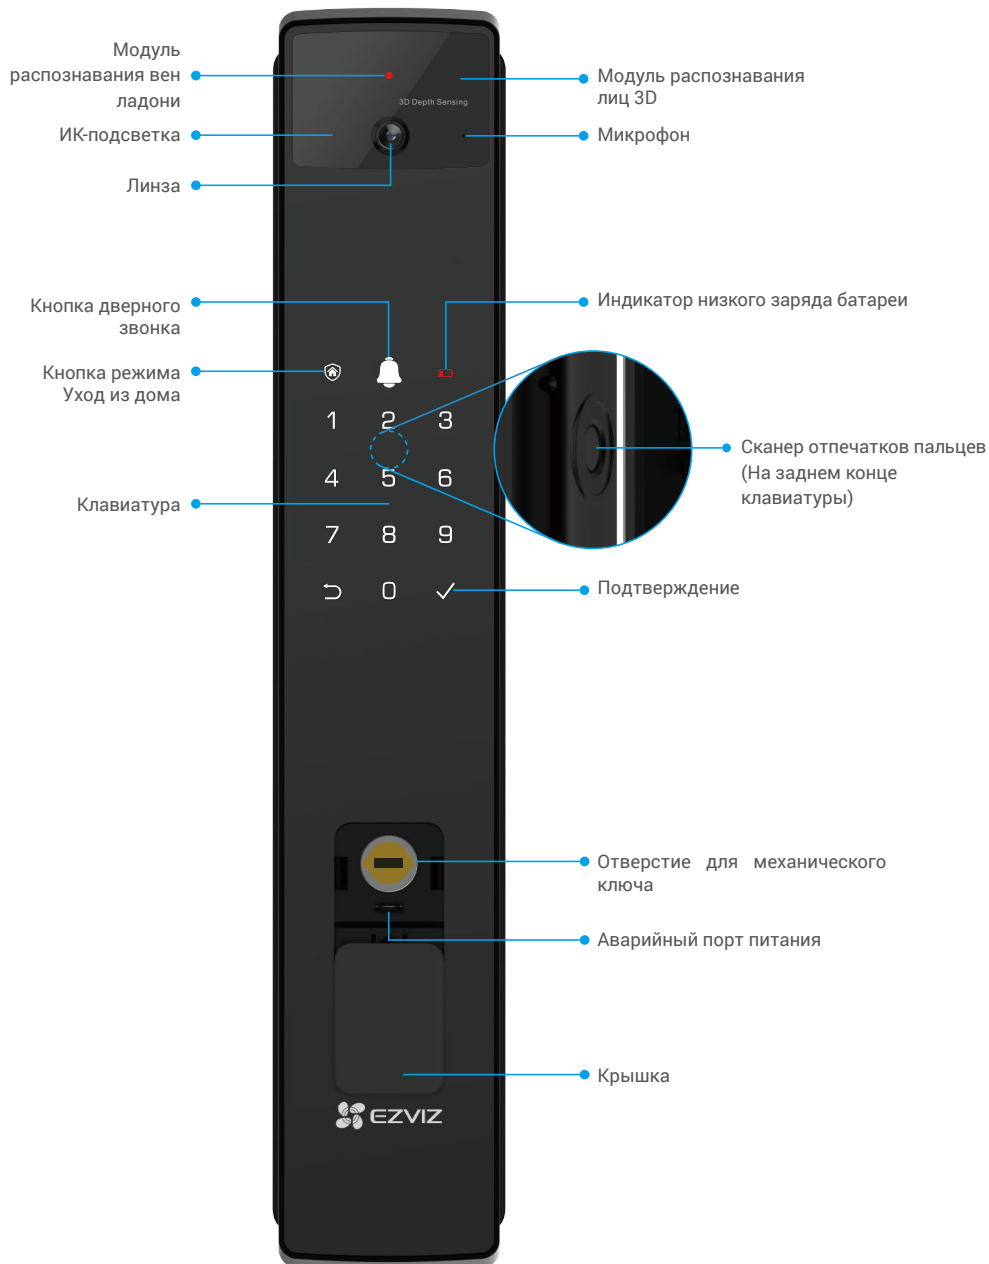 Модуль
распознавания вен
ладони
Модуль распознавания
лиц 3D
3D Depth Sensing
ИК-подсветка
Микрофон
Линза
Кнопка дверного
звонка
Индикатор низкого заряда батареи
Кнопка режима
Уход из дома
1 2 3
4 5 6
7 8 9
0
Сканер отпечатков пальцев
(На заднем конце
клавиатуры)
Клавиатура
Подтверждение
Отверстие для механического
ключа
Аварийный порт питания
Крышка
EZVIZ